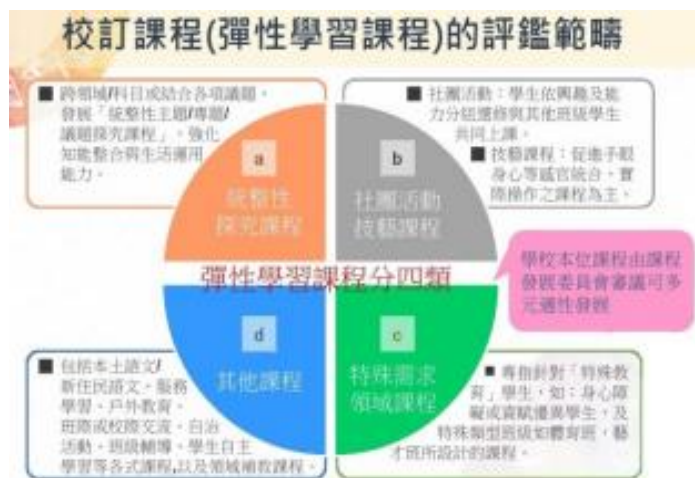 校訂課程(彈性學習課程)的評鑑範疇
■ 跨領域/科目或結合各項議題，
發展「統整性主題/專題/
議題探究課程」，強化
知能整合與生活運用
能力。
a
統整性
探究課程
■ 社團活動：學生依興趣及能
力分組選修與其他班級學生
共同上課。
■ 技藝課程：促進手眼
身心等感官統合、實
際操作之課程為主。
b
社團活動
技藝課程
彈性學習課程分四類
學校本位課程由課程
發展委員會審議可多
元適性發展
d
其他課程
■ 包括本土語文/
新住民語文、服務
學習、戶外教育、
班際或校際交流、自治
活動、班級輔導、學生自主
學習等各式課程,以及領域補救課程。
c
特殊需求
領域課程
■ 專指針對「特殊教
育」學生，如：身心障
礙或資賦優異學生，及
特殊類型班級如體育班，藝
才班所設計的課程。